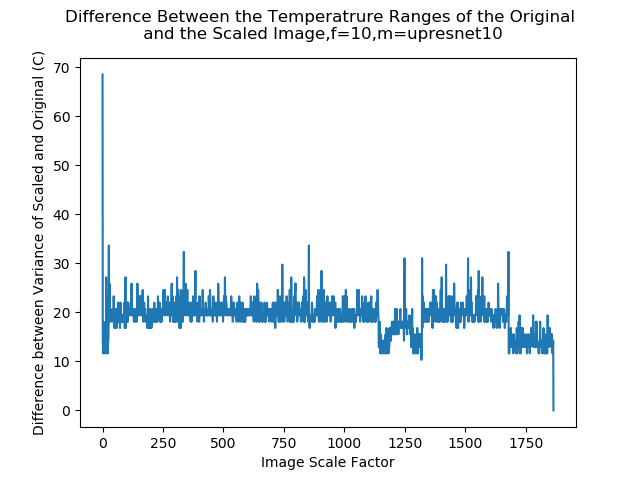 Difference Between the Temperatrure Ranges of the Original
and the Scaled Image,f=10,m=upresnet10
Difference between Variance of Scaled and Original (C)
70
60
50
40
30
20
10
0
0 250 500 750 1000 1250 1500 1750
Image Scale Factor